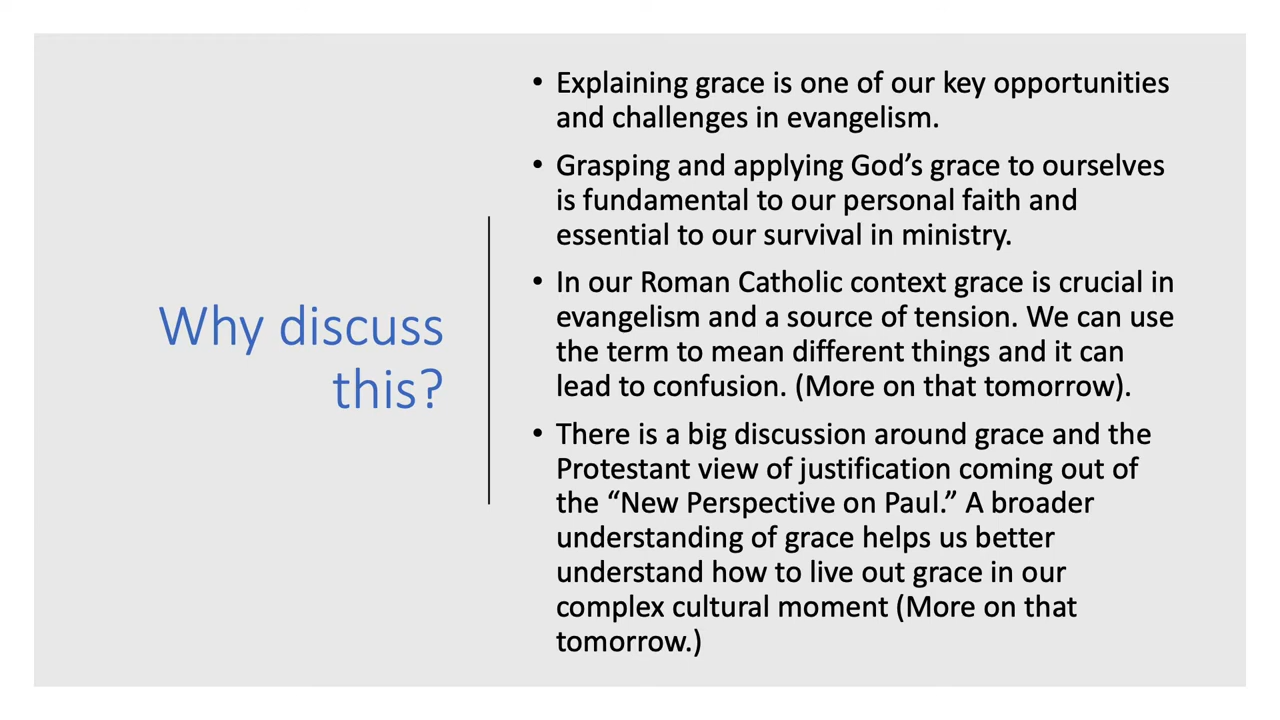 Why discuss
this?
• Explaining grace is one of our key opportunities
and challenges in evangelism.
• Grasping and applying God’s grace to ourselves
is fundamental to our personal faith and
essential to our survival in ministry.
• In our Roman Catholic context grace is crucial in
evangelism and a source of tension. We can use
the term to mean different things and it can
lead to confusion. (More on that tomorrow).
• There is a big discussion around grace and the
Protestant view of justification coming out of
the “New Perspective on Paul.” A broader
understanding of grace helps us better
understand how to live out grace in our
complex cultural moment (More on that
tomorrow.)